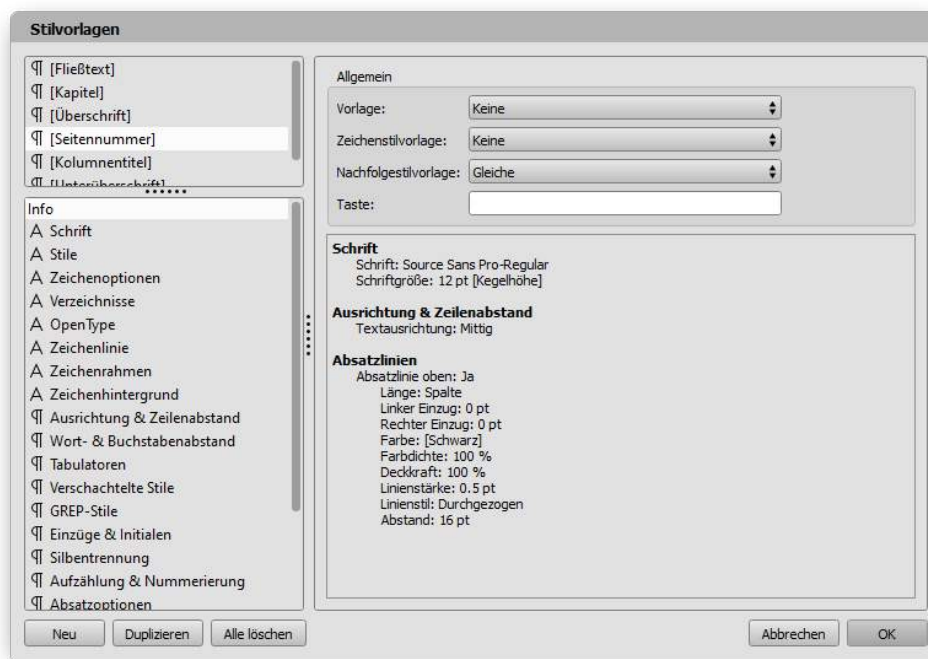 Stilvorlagen
[Fließtext]
[Kapitel]
[Überschrift]
[Seitennummer]
[Kolumnentitel]
[Unterüberschrift]
Info
Schrift
Stile
Zeichenoptionen
Verzeichnisse
OpenType
Zeichenlinie
Zeichenrahmen
Zeichenhintergrund
Ausrichtung & Zeilenabstand
Wort- & Buchstabenabstand
Tabulatoren
Verschachtelte Stile
GREP-Stile
Einzüge & Initialen
Silbentrennung
Aufzählung & Nummerierung
Absatzoptionen
Allgemein
Vorlage: Keine
Zeichenstilvorlage: Keine
Nachfolgestilvorlage: Gleiche
Taste:
Schrift
Schrift: Source Sans Pro-Regular
Schriftgröße: 12 pt [Kegelhöhe]
Ausrichtung & Zeilenabstand
Textausrichtung: Mittig
Absatzlinien
Absatzlinie oben: Ja
Länge: Spalte
Linker Einzug: 0 pt
Rechter Einzug: 0 pt
Farbe: [Schwarz]
Farbdichte: 100 %
Deckkraft: 100 %
Linienstärke: 0.5 pt
Linienstil: Durchgezogen
Abstand: 16 pt
Neu
Duplizieren
Alle löschen
Abbrechen
OK